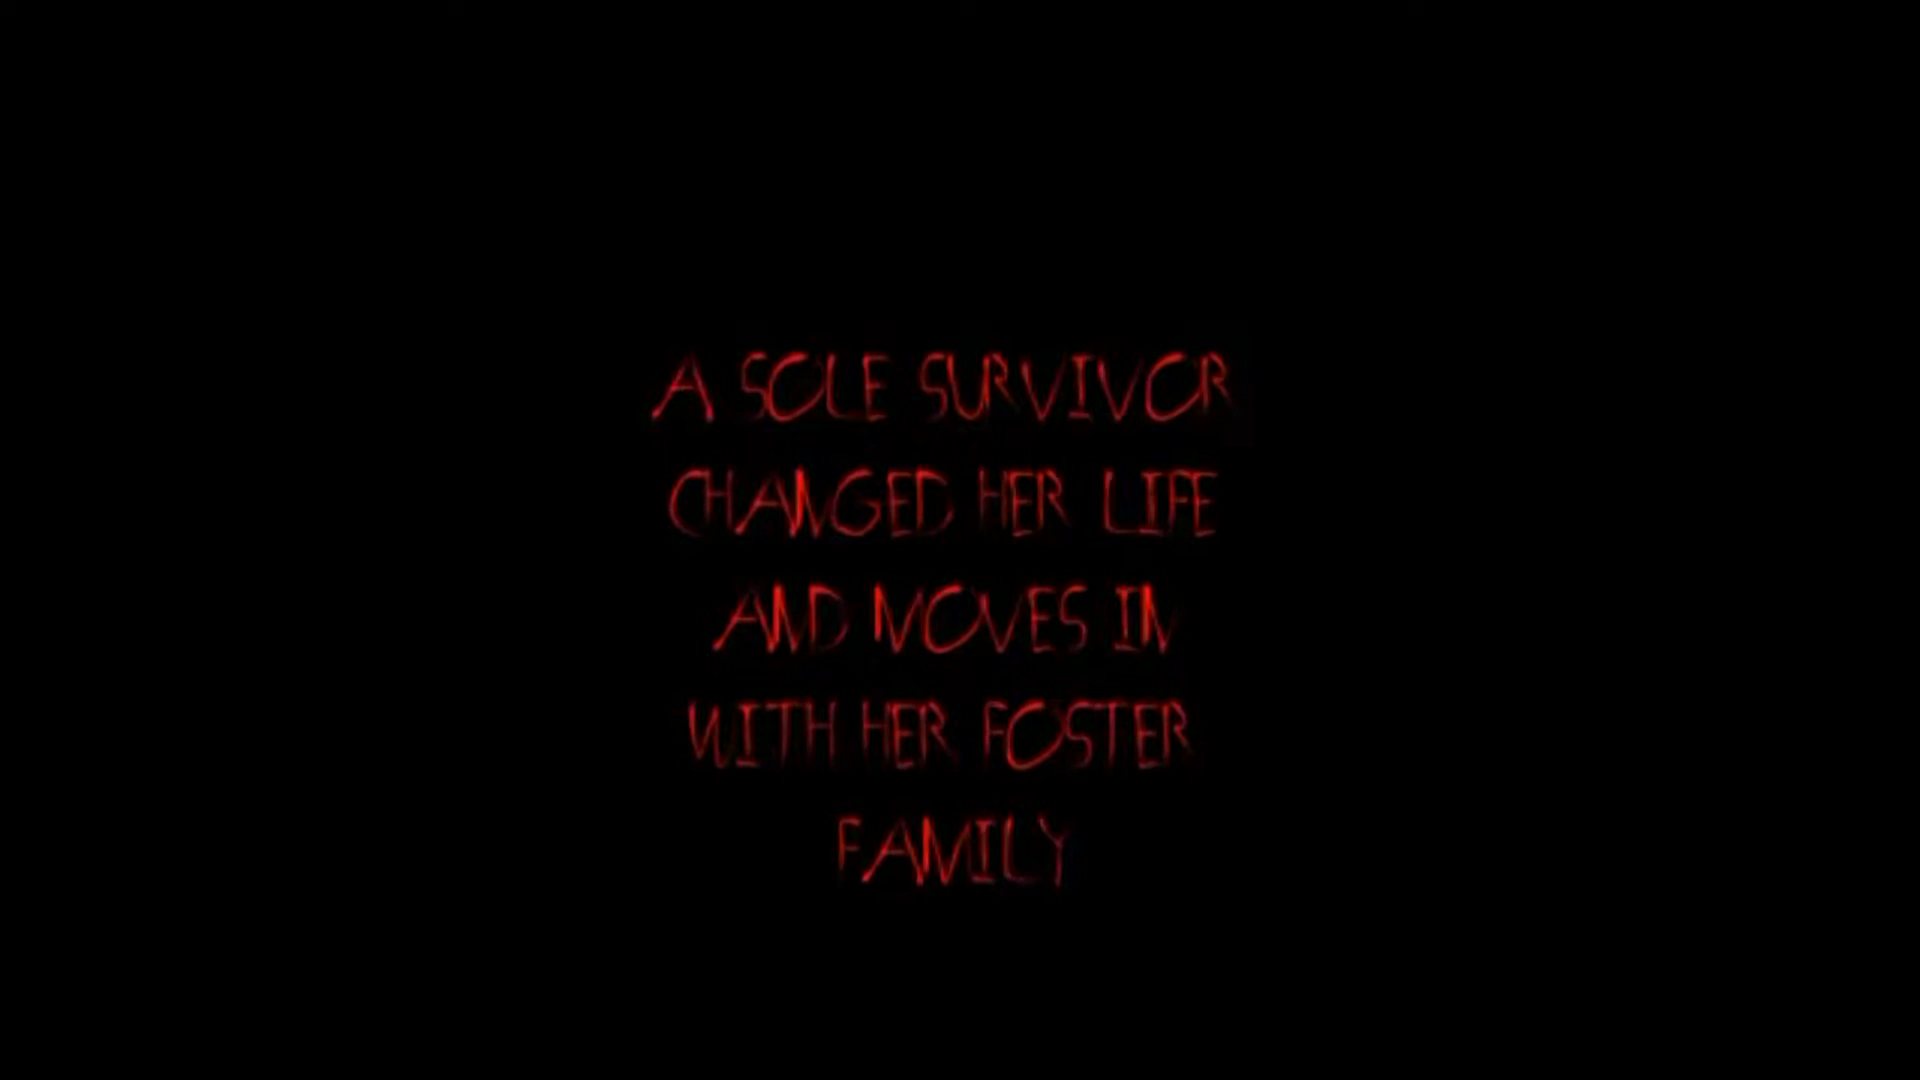 A SOLE SURVIVOR
CHANGED HER LIFE
AND MOVES IN
WITH HER FOSTER
FAMILY